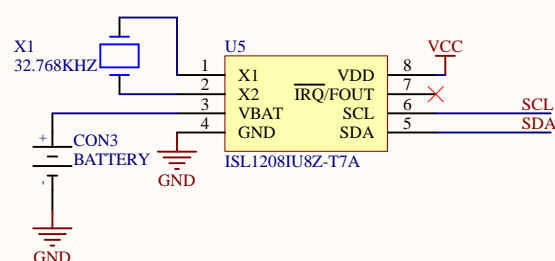 X1
32.768KHZ
U5
VCC
1 X1 VDD 8
2 X2 IRQ/FOUT 7
3 VBAT SCL 6 SCL
4 GND SDA 5 SDA
ISL1208IU8Z-T7A
+ CON3
BATTERY
-
GND
GND